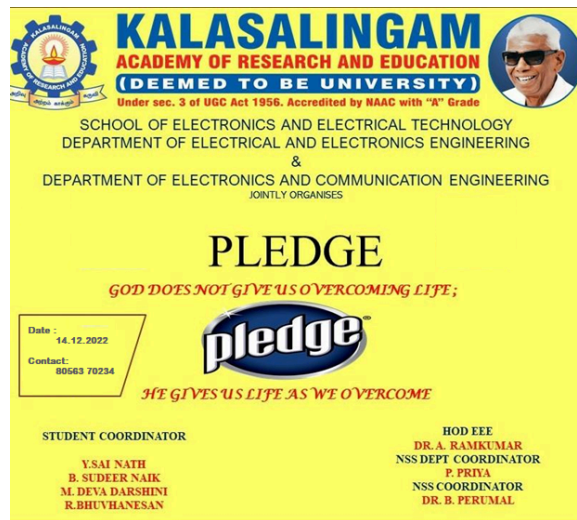 KALASALINGAM
ACADEMY OF RESEARCH AND EDUCATION
(DEEMED TO BE UNIVERSITY)
Under sec. 3 of UGC Act 1956. Accredited by NAAC with “A” Grade
SCHOOL OF ELECTRONICS AND ELECTRICAL TECHNOLOGY
DEPARTMENT OF ELECTRICAL AND ELECTRONICS ENGINEERING
&
DEPARTMENT OF ELECTRONICS AND COMMUNICATION ENGINEERING
JOINTLY ORGANISES
PLEDGE
GOD DOES NOT GIVE US OVERCOMING LIFE ;
Date :
14.12.2022
Contact:
80563 70234
pledge
HE GIVES US LIFE AS WE OVERCOME
STUDENT COORDINATOR
Y.SAI NATH
B. SUDEER NAIK
M. DEVA DARSHINI
R.BHUVHANESAN
HOD EEE
DR. A. RAMKUMAR
NSS DEPT COORDINATOR
P. PRIYA
NSS COORDINATOR
DR. B. PERUMAL